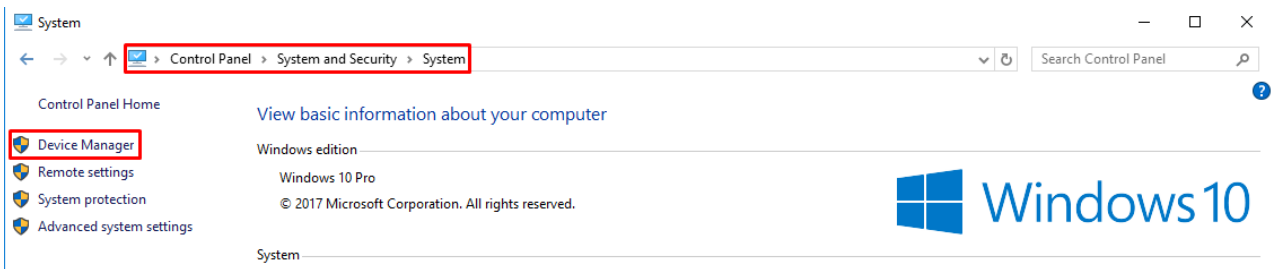 System
Control Panel > System and Security > System
Search Control Panel
Control Panel Home
View basic information about your computer
Device Manager
Windows edition
Remote settings
Windows 10 Pro
System protection
© 2017 Microsoft Corporation. All rights reserved.
Windows 10
Advanced system settings
System